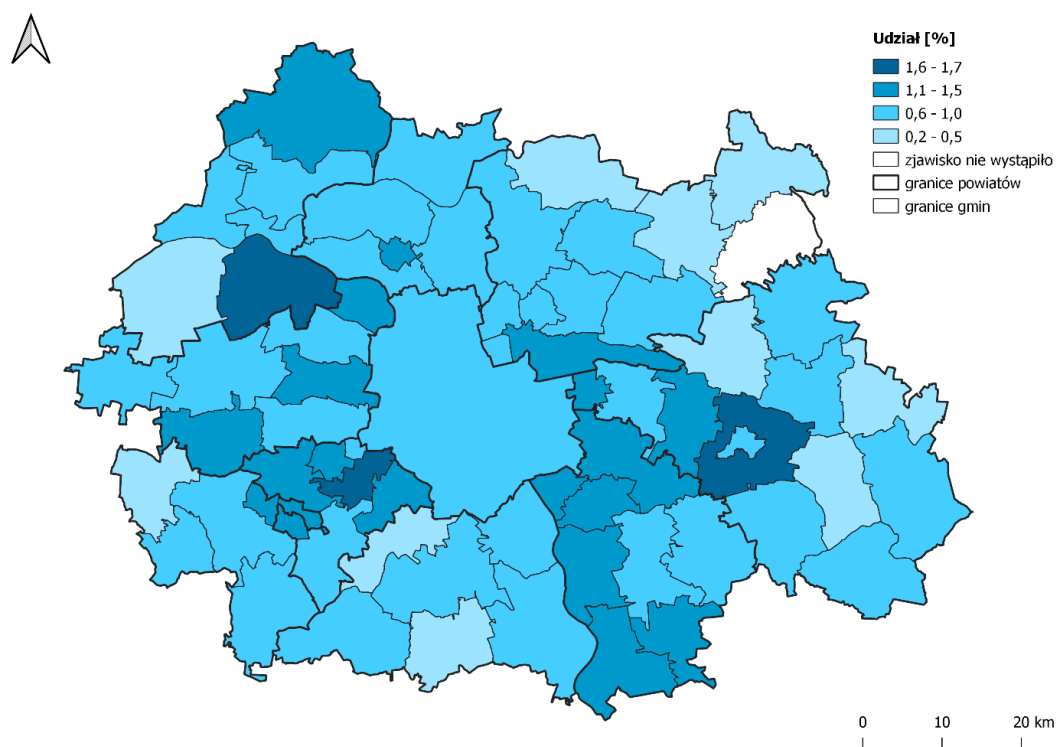 Udział [%]
1,6 - 1,7
1,1 - 1,5
0,6 - 1,0
0,2 - 0,5
zjawisko nie wystąpiło
granice powiatów
granice gmin
0 10 20 km